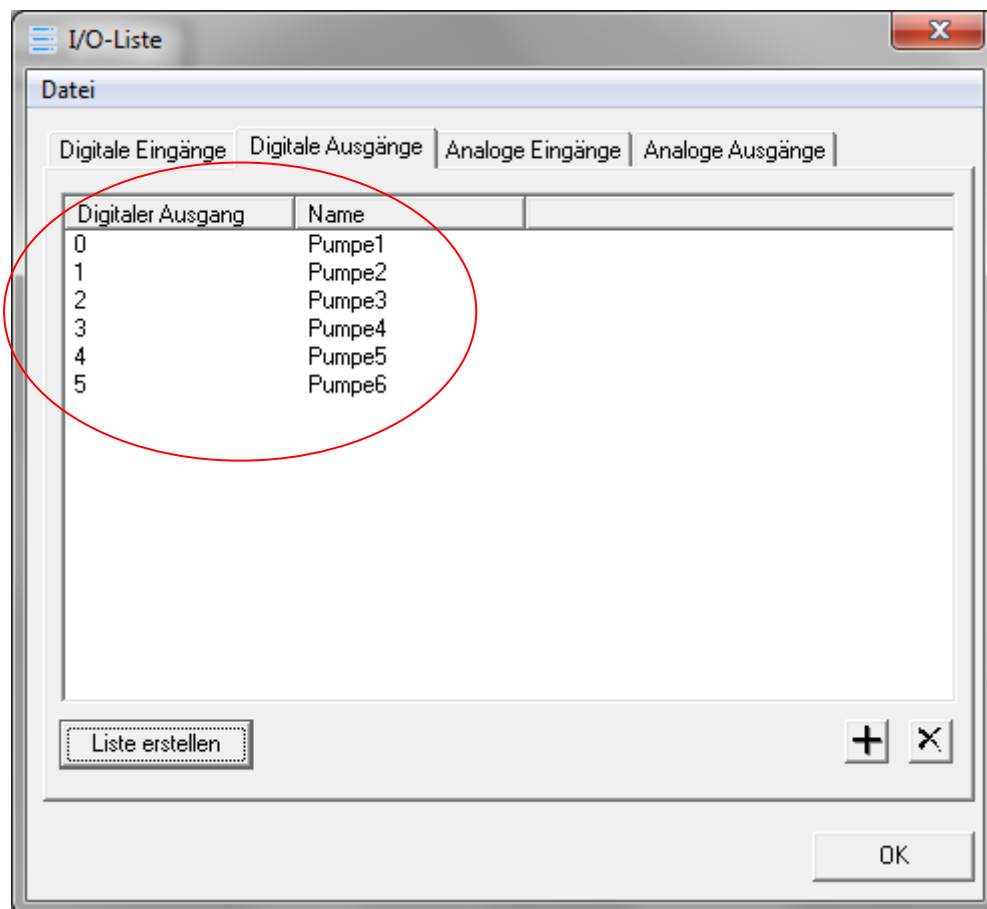 I/O-Liste
Datei
Digitale Eingänge Digitale Ausgänge Analoge Eingänge Analoge Ausgänge
Digitaler Ausgang Name
0 Pumpe1
1 Pumpe2
2 Pumpe3
3 Pumpe4
4 Pumpe5
5 Pumpe6
Liste erstellen
OK